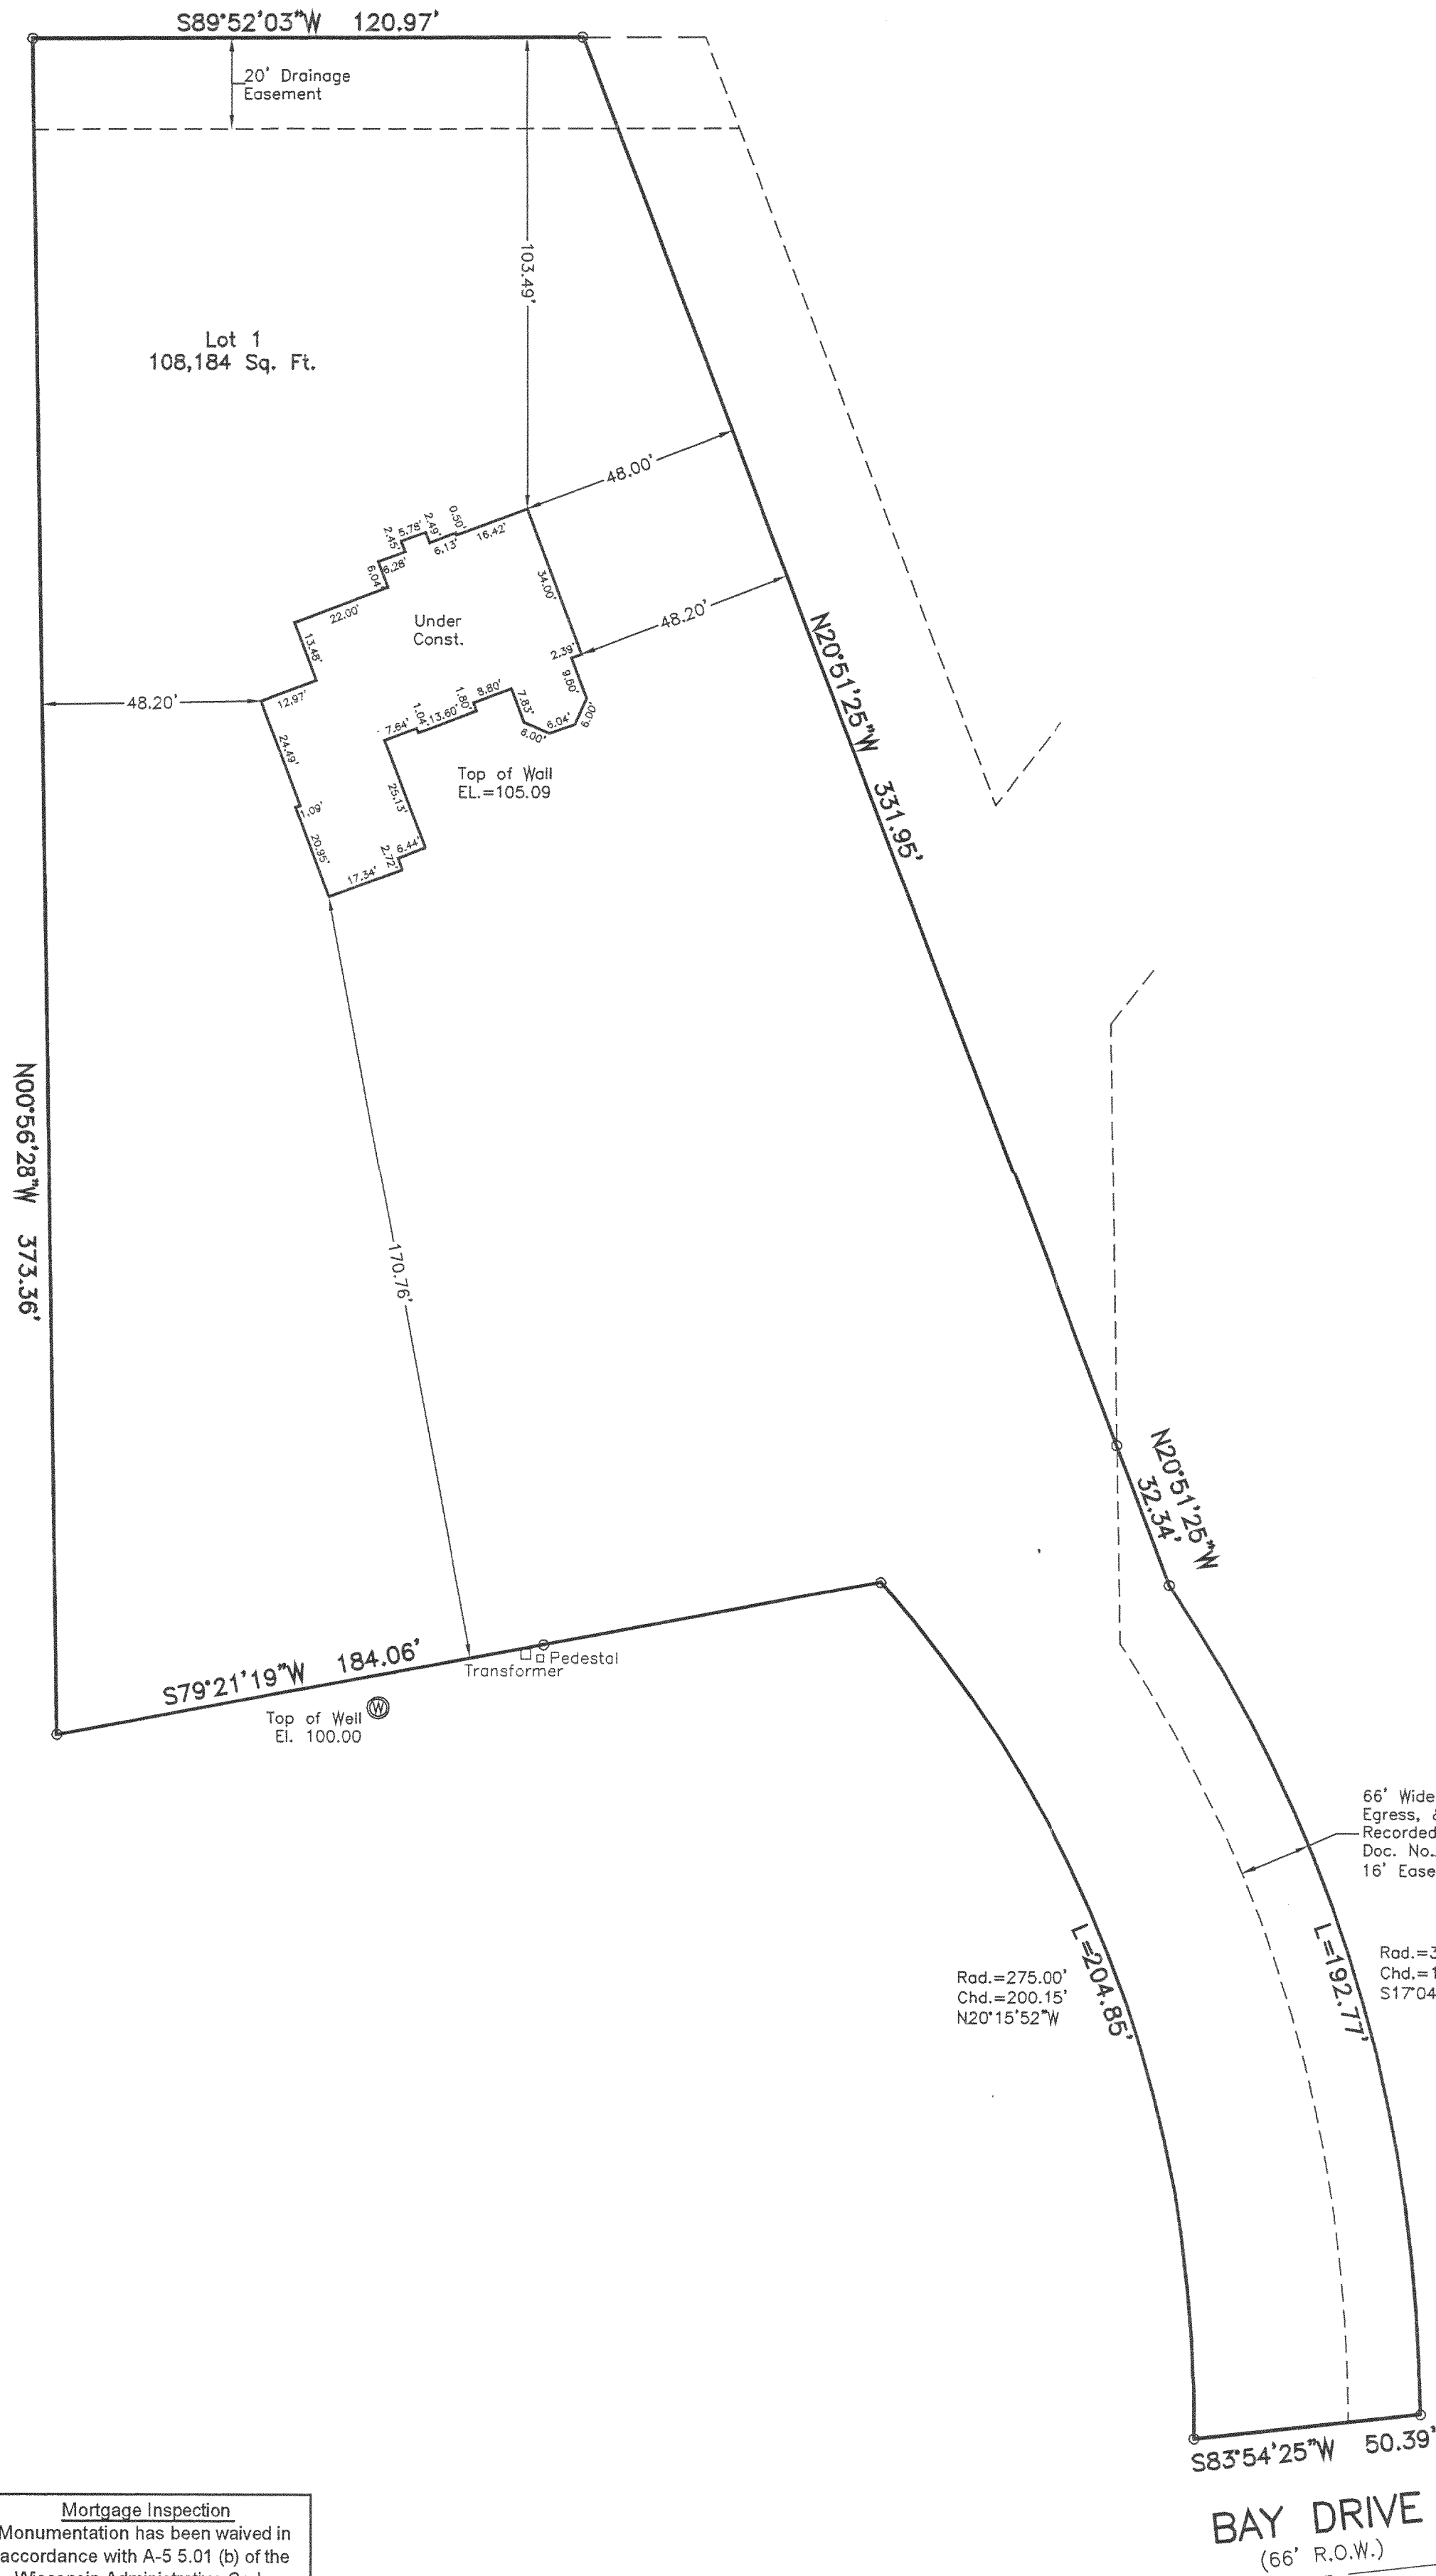 S89°52'03"W 120.97'
20' Drainage
Easement
103.49'
Lot 1
108,184 Sq. Ft.
48.00'
0.50'
2.49'
5.78'
2.45'
16.42'
6.13'
6.28'
6.04'
34.00'
22.00'
Under
Const.
48.20'
13.48'
2.39'
9.60'
48.20'
12.97'
8.80'
7.83'
1.80'
1.04'
13.60'
7.64'
6.04'
6.00'
6.00'
N20°51'25"W 331.95'
24.49'
Top of Wall
EL.=105.09
25.13'
1.09'
20.95'
6.44'
2.72'
17.34'
N00°56'28"W 373.36'
170.76'
N20°51'25"W
32.34'
S79°21'19"W 184.06'
Pedestal
Transformer
Top of Well
El. 100.00
W
66' Wide
Egress, &
Recorded
Doc. No.
16' Ease
L=204.85'
L=192.77'
Rad.=275.00'
Chd.=200.15'
N20°15'52"W
Rad.=3
Chd.=1
S17°04
S83°54'25"W 50.39'
BAY DRIVE
(66' R.O.W.)
Mortgage Inspection
Monumentation has been waived in
accordance with A-5 5.01 (b) of the